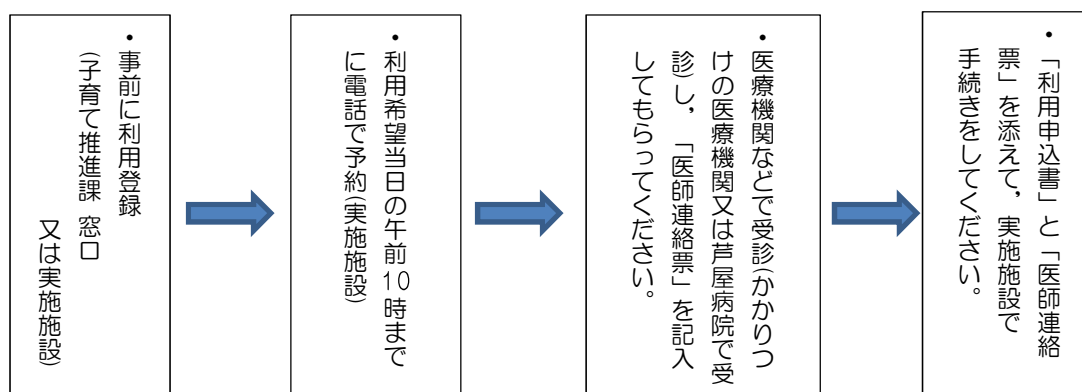 ・事前に利用登録
(子育て推進課 窓口
又は実施施設)
・利用希望当日の午前10時まで
に電話で予約(実施施設)
・医療機関などで受診(かかりつ
けの医療機関又は芦屋病院で受
診)し，「医師連絡票」を記入
してもらってください。
・「利用申込書」と「医師連絡
票」を添えて，実施施設で
手続きをしてください。